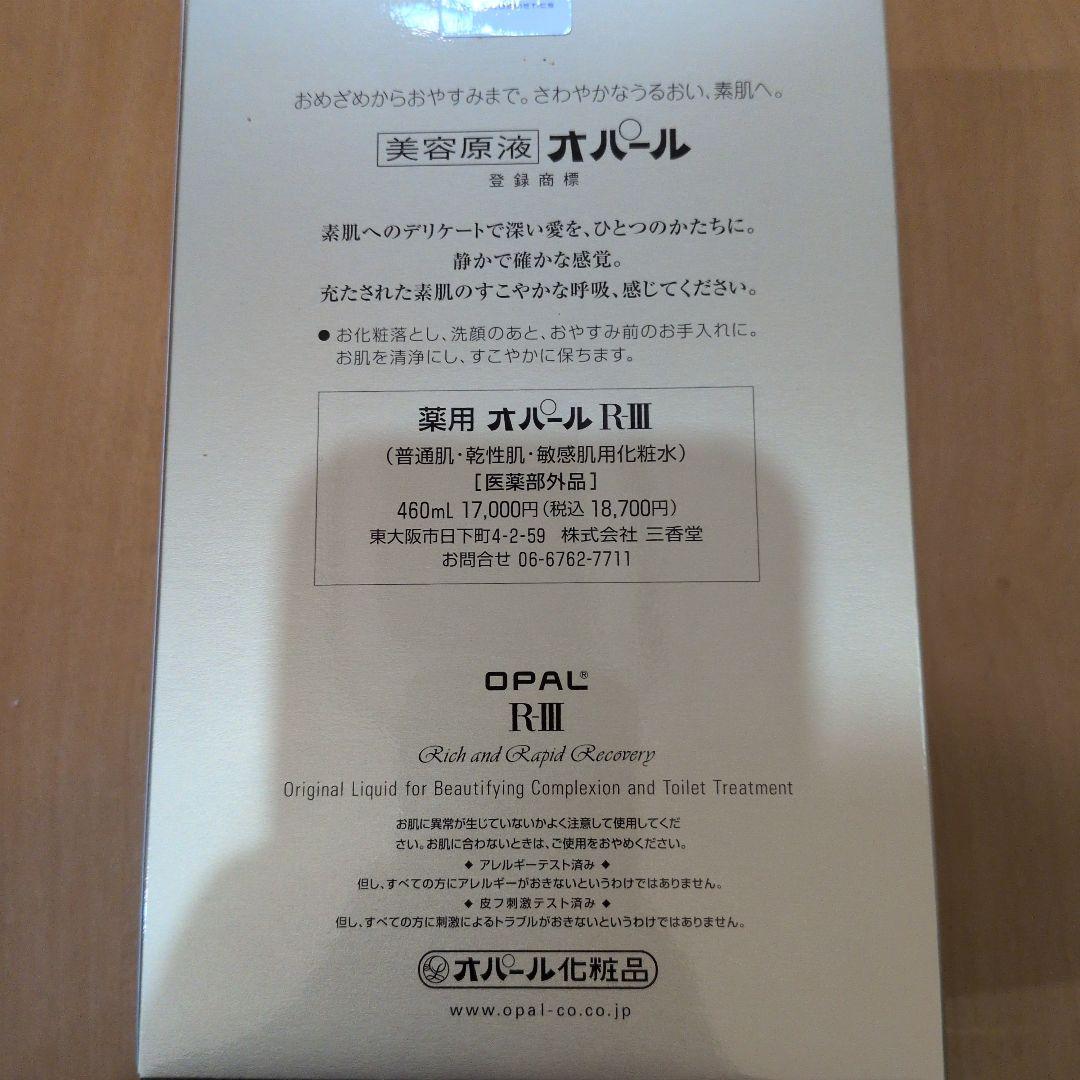 おめざめからおやすみまで。さわやかなうるおい、素肌へ。
美容原液 オパール
登録商標
素肌へのデリケートで深い愛を、ひとつのかたちに。
静かで確かな感覚。
充たされた素肌のすこやかな呼吸、感じてください。
● お化粧落とし、洗顔のあと、おやすみ前のお手入れに。
お肌を清浄にし、すこやかに保ちます。
薬用 オパール R-III
（普通肌・乾性肌・敏感肌用化粧水）
［医薬部外品］
460mL 17,000円（税込 18,700円）
東大阪市日下町4-2-59 株式会社 三香堂
お問合せ 06-6762-7711
OPAL®
R-III
Rich and Rapid Recovery
Original Liquid for Beautifying Complexion and Toilet Treatment
お肌に異常が生じていないかよく注意して使用してくだ
さい。お肌に合わないときは、ご使用をおやめください。
◆ アレルギーテスト済み ◆
但し、すべての方にアレルギーがおきないというわけではありません。
◆ 皮フ刺激テスト済み ◆
但し、すべての方に刺激によるトラブルがおきないというわけではありません。
オパール化粧品
www.opal-co.co.jp